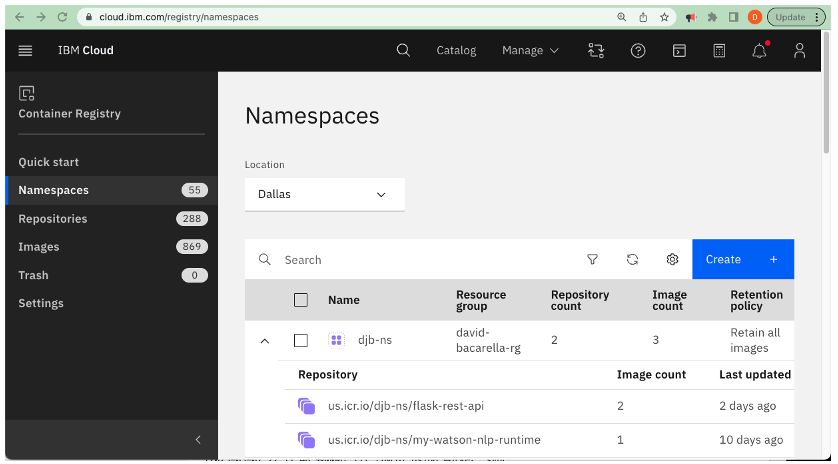 cloud.ibm.com/registry/namespaces
D
Update
IBM Cloud
Catalog
Manage
Container Registry
Quick start
Namespaces 55
Repositories 288
Images 869
Trash 0
Settings
Namespaces
Location
Dallas
Search
Create +
Name Resource group Repository count Image count Retention policy
djb-ns david-bacarella-rg 2 3 Retain all images
Repository Image count Last updated
us.icr.io/djb-ns/flask-rest-api 2 2 days ago
us.icr.io/djb-ns/my-watson-nlp-runtime 1 10 days ago